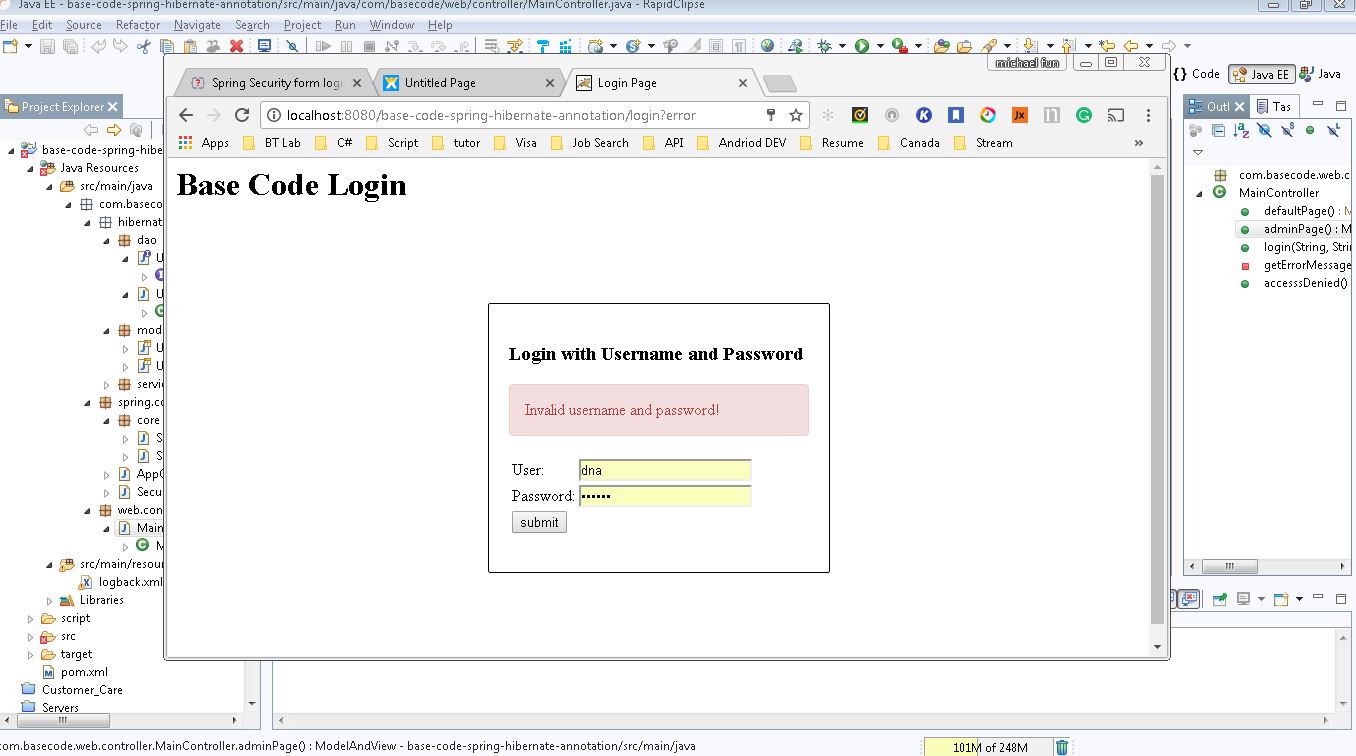 Java EE - base-code-spring-hibernate-annotation/src/main/java/com/basecode/web/controller/MainController.java - RapidClipse
File Edit Source Refactor Navigate Search Project Run Window Help
michael fun
Code Java EE Java
Spring Security form logi Untitled Page Login Page
Project Explorer
Outl Tas
localhost:8080/base-code-spring-hibernate-annotation/login?error
Apps BT Lab C# Script tutor Visa Job Search API Andriod DEV Resume Canada Stream »
base-code-spring-hibe
Java Resources
src/main/java
com.baseco
hibernat
dao
U
U
mod
U
U
servi
spring.co
core
S
S
AppC
Secu
web.con
Main
M
src/main/resour
logback.xml
Libraries
script
src
target
pom.xml
Customer_Care
Servers
Base Code Login
Login with Username and Password
Invalid username and password!
User: dna
Password: ••••••
submit
com.basecode.web.c
MainController
defaultPage() : M
adminPage() : M
login(String, Stri
getErrorMessage
accesssDenied()
com.basecode.web.controller.MainController.adminPage() : ModelAndView - base-code-spring-hibernate-annotation/src/main/java
101M of 248M